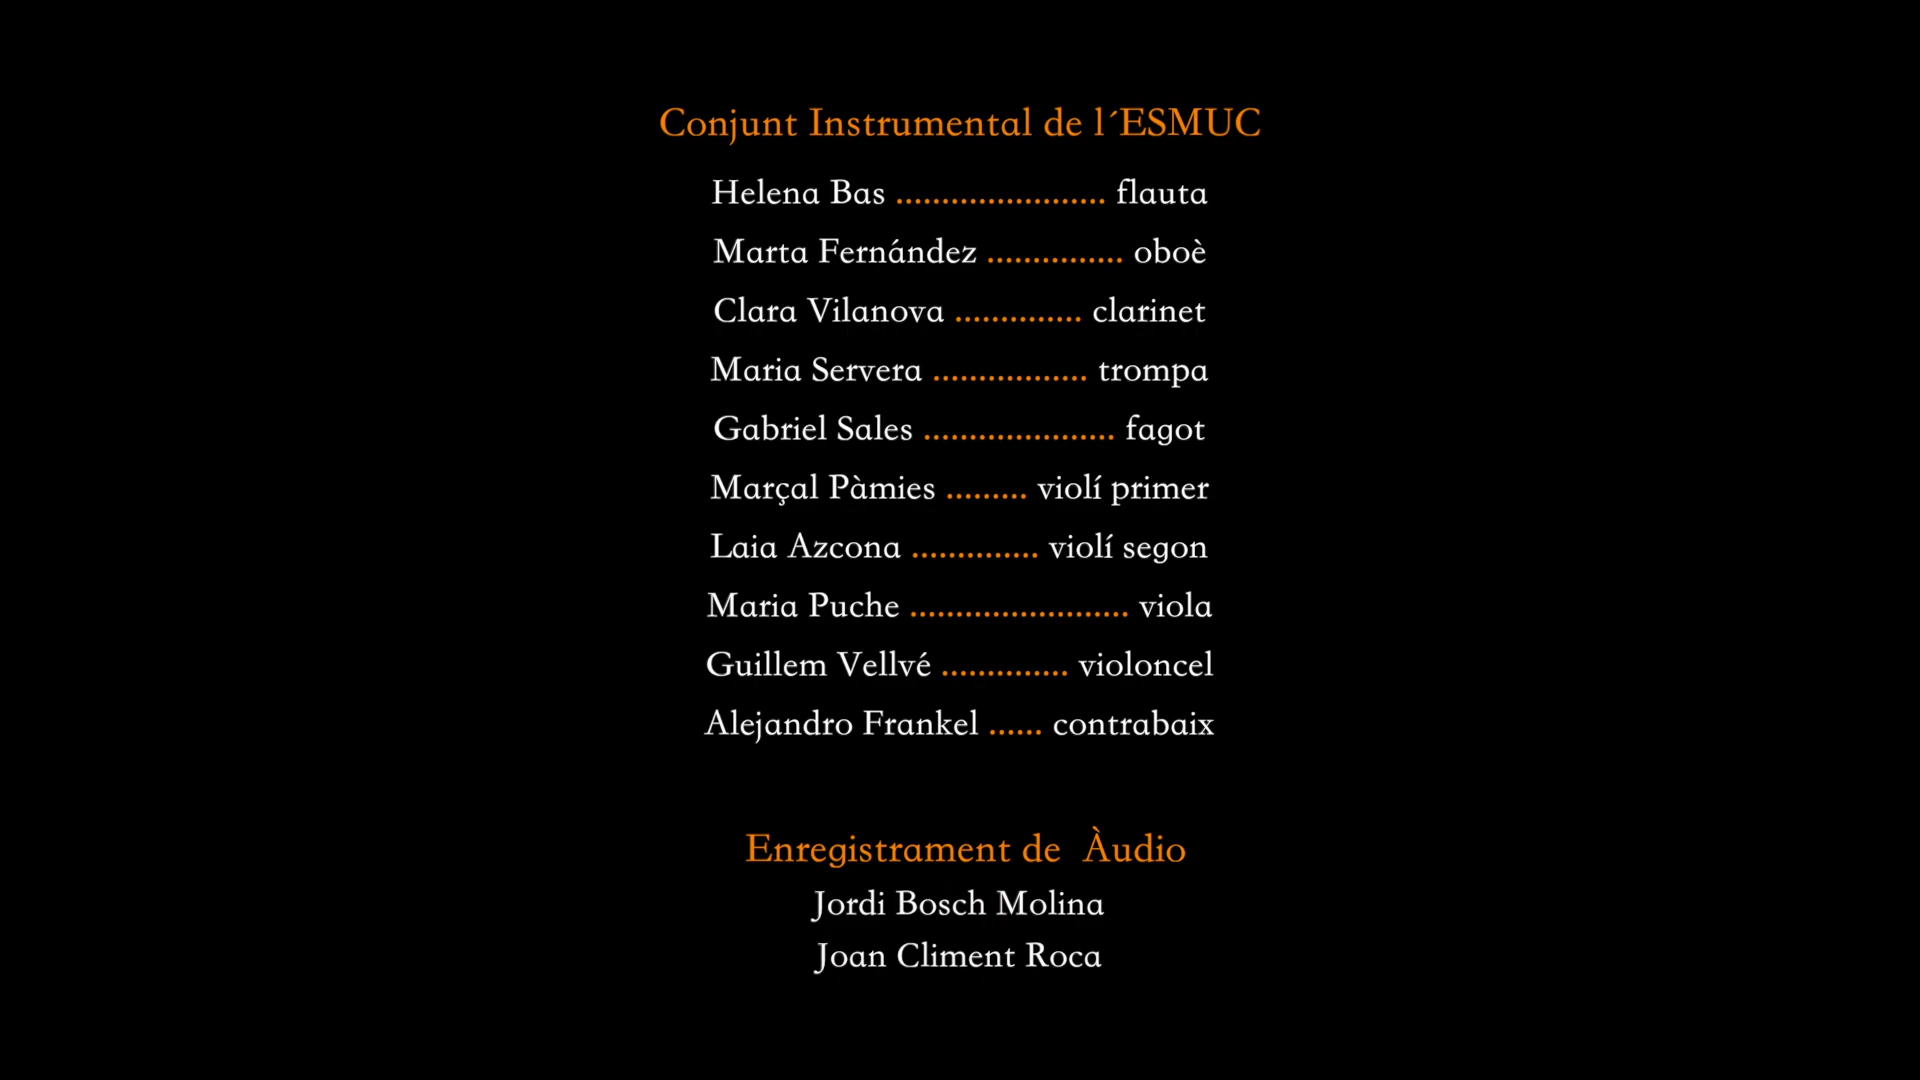 Conjunt Instrumental de l´ESMUC
Helena Bas ....................... flauta
Marta Fernández ............... oboè
Clara Vilanova .............. clarinet
Maria Servera ................. trompa
Gabriel Sales ..................... fagot
Marçal Pàmies ......... violí primer
Laia Azcona .............. violí segon
Maria Puche ........................ viola
Guillem Vellvé .............. violoncel
Alejandro Frankel ...... contrabaix
Enregistrament de  Àudio
Jordi Bosch Molina
Joan Climent Roca